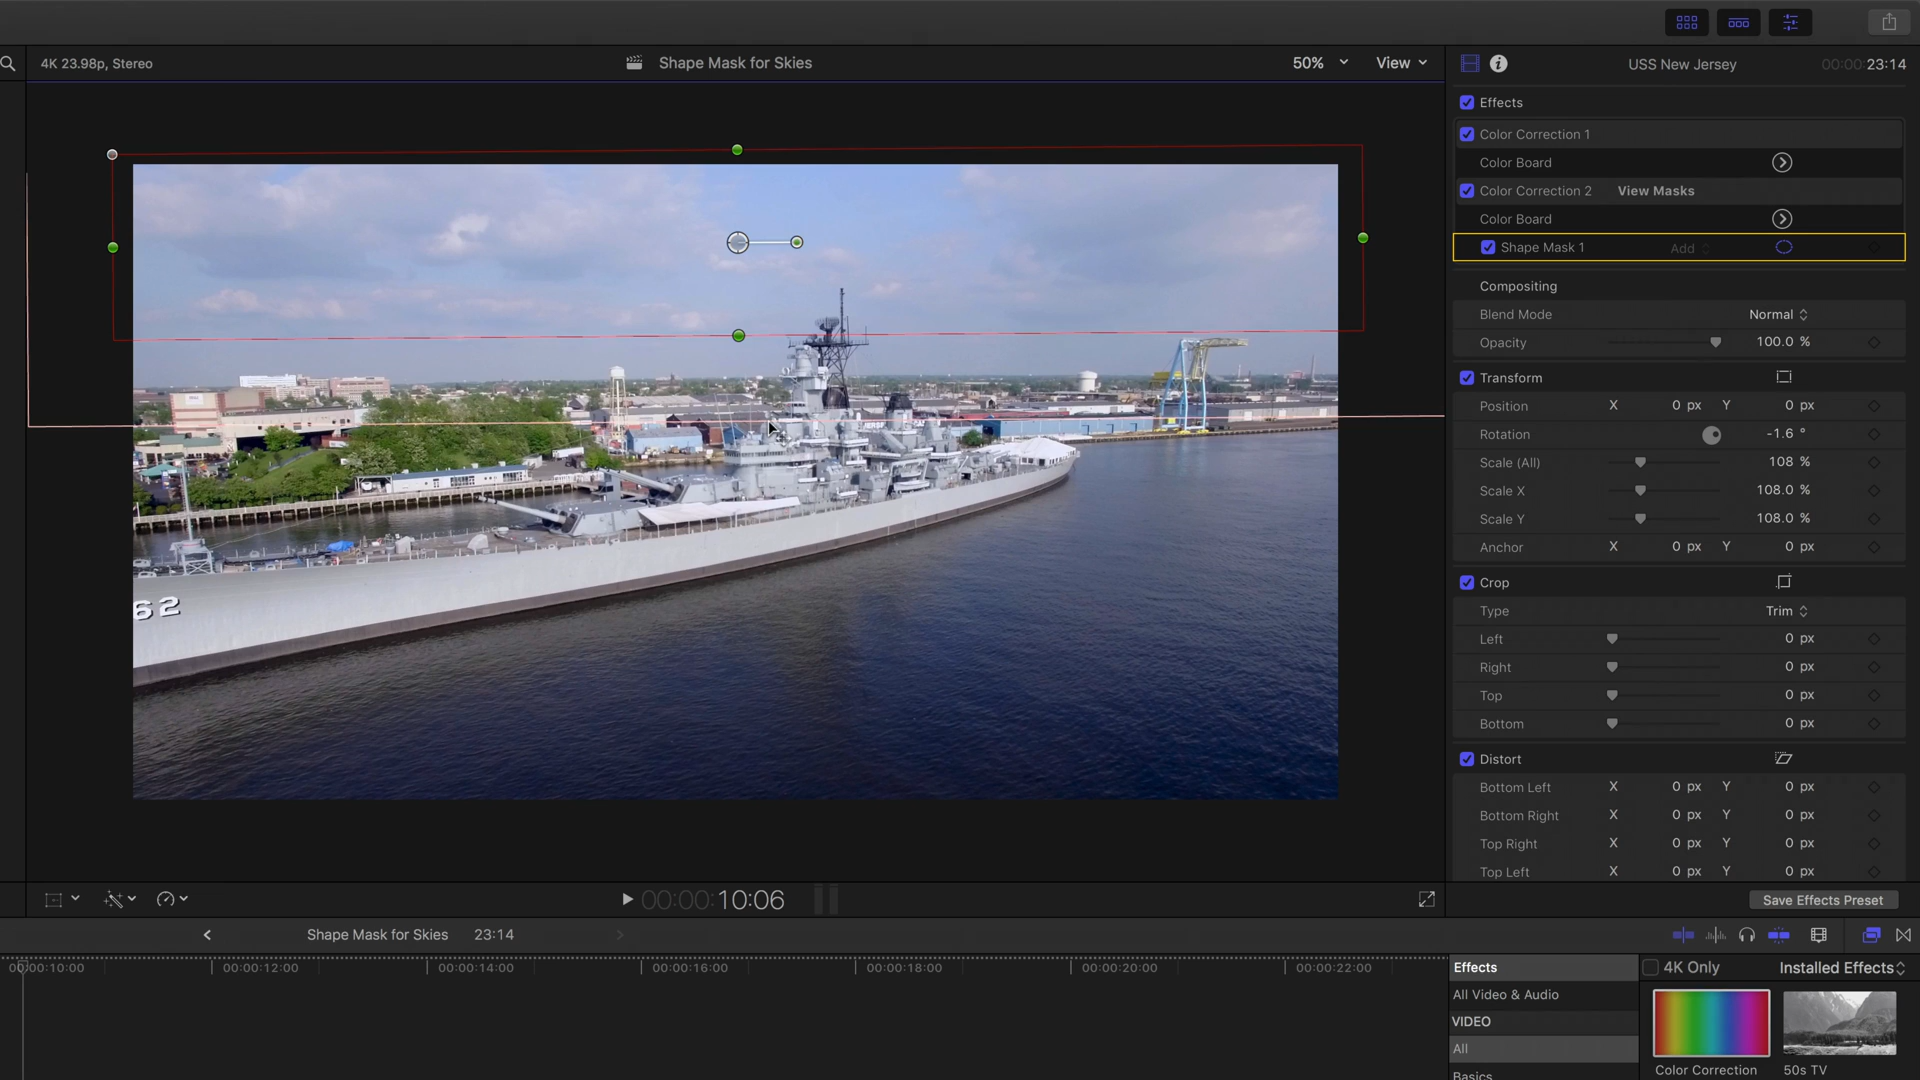 4K 23.98p, Stereo
Shape Mask for Skies
50%
View
USS New Jersey
00:00:23:14
Effects
Color Correction 1
Color Board
Color Correction 2 View Masks
Color Board
Shape Mask 1 Add
Compositing
Blend Mode Normal
Opacity 100.0 %
Transform
Position X 0 px Y 0 px
Rotation -1.6 °
Scale (All) 108 %
Scale X 108.0 %
Scale Y 108.0 %
Anchor X 0 px Y 0 px
Crop
Type Trim
Left 0 px
Right 0 px
Top 0 px
Bottom 0 px
Distort
Bottom Left X 0 px Y 0 px
Bottom Right X 0 px Y 0 px
Top Right X 0 px Y 0 px
Top Left X 0 px Y 0 px
62
00:00:10:06
Save Effects Preset
Shape Mask for Skies 23:14
00:00:10:00 00:00:12:00 00:00:14:00 00:00:16:00 00:00:18:00 00:00:20:00 00:00:22:00
Effects
4K Only
Installed Effects
All Video & Audio
VIDEO
All
Basics
Color Correction
50s TV